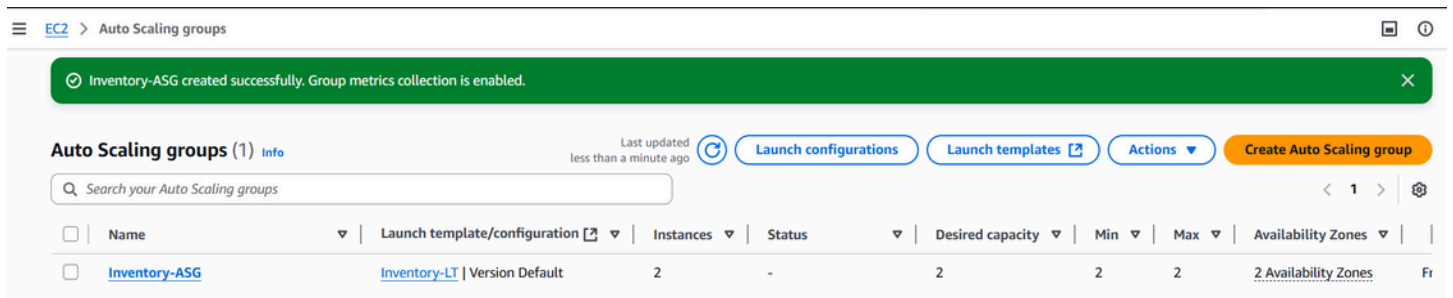 EC2 > Auto Scaling groups
Inventory-ASG created successfully. Group metrics collection is enabled.
Auto Scaling groups (1) Info
Last updated
less than a minute ago
Launch configurations
Launch templates
Actions
Create Auto Scaling group
Search your Auto Scaling groups
1
Name Launch template/configuration Instances Status Desired capacity Min Max Availability Zones
Inventory-ASG Inventory-LT | Version Default 2 - 2 2 2 2 Availability Zones Fr